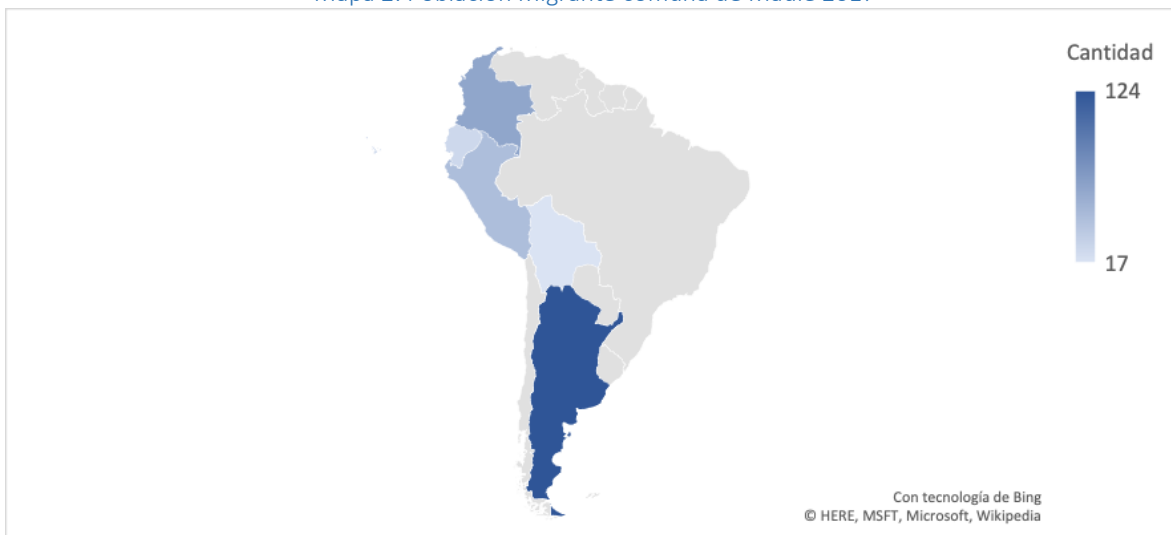 Cantidad
124
17
Con tecnología de Bing
© HERE, MSFT, Microsoft, Wikipedia